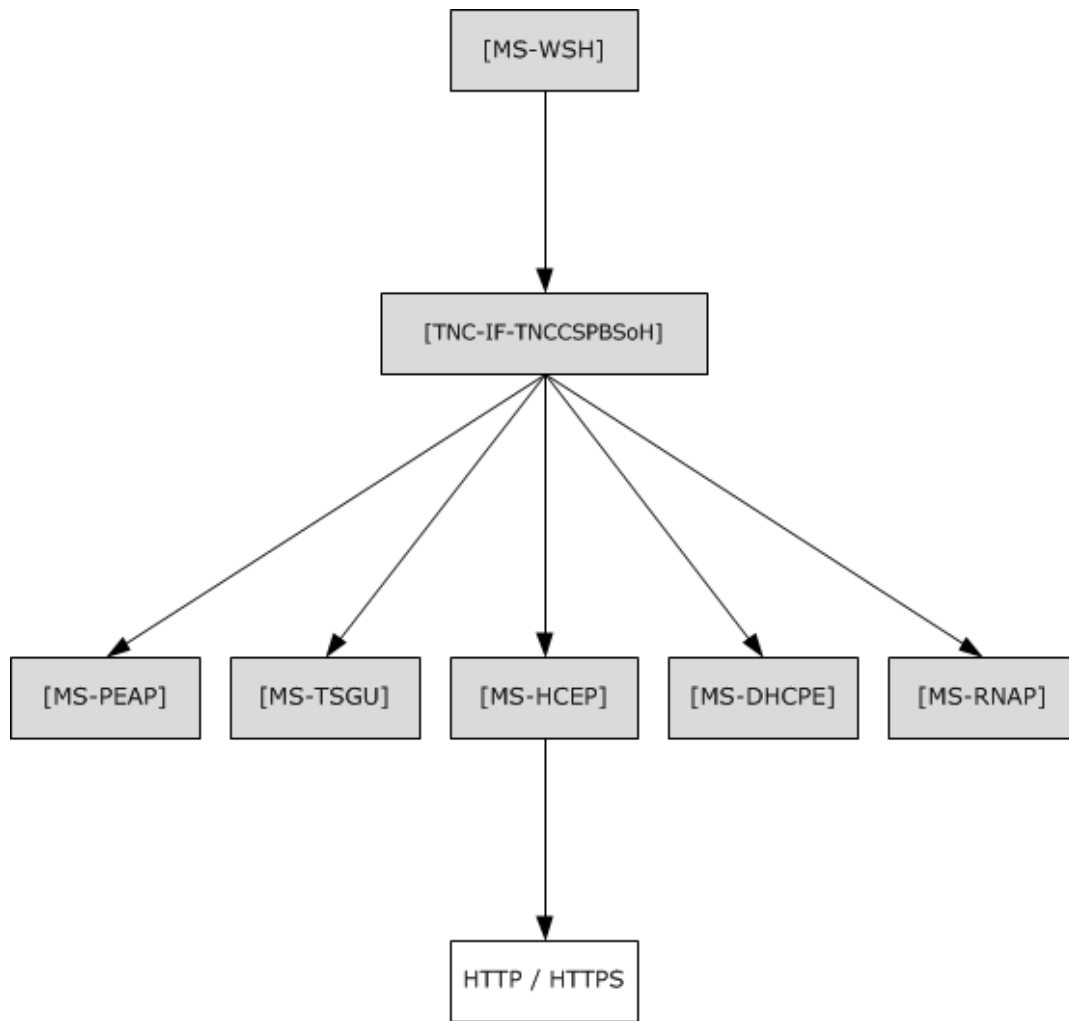 [MS-WSH]
[TNC-IF-TNCCSPBSoH]
[MS-PEAP]
[MS-TSGU]
[MS-HCEP]
[MS-DHCPE]
[MS-RNAP]
HTTP / HTTPS